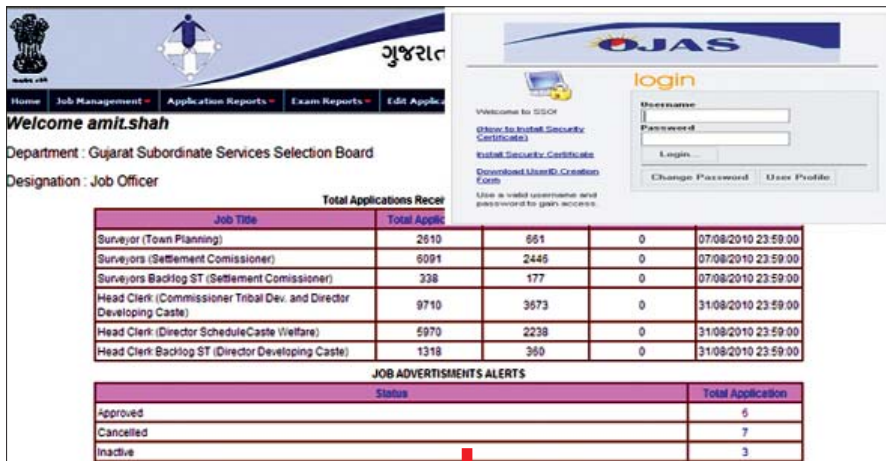 ગુજરાત
Home Job Management Application Reports Exam Reports Edit Applica
Welcome amit.shah
Department : Gujarat Subordinate Services Selection Board
Designation : Job Officer
OJAS
login
Welcome to SSO!
(How to Install Security
Certificate)
Install Security Certificate
Download UserID Creation
Form
Use a valid username and
password to gain access.
Username
Password
Login...
Change Password User Profile
Total Applications Recei
Job Title Total Applic
Surveyor (Town Planning) 2610 661 0 07/08/2010 23:59:00
Surveyors (Settlement Comissioner) 6091 2446 0 07/08/2010 23:59:00
Surveyors Backlog ST (Settlement Comissioner) 338 177 0 07/08/2010 23:59:00
Head Clerk (Commissioner Tribal Dev. and Director
Developing Caste) 9710 3673 0 31/08/2010 23:59:00
Head Clerk (Director ScheduleCaste Welfare) 5970 2238 0 31/08/2010 23:59:00
Head Clerk Backlog ST (Director Developing Caste) 1318 360 0 31/08/2010 23:59:00
JOB ADVERTISMENTS ALERTS
Status Total Application
Approved 6
Cancelled 7
Inactive 3